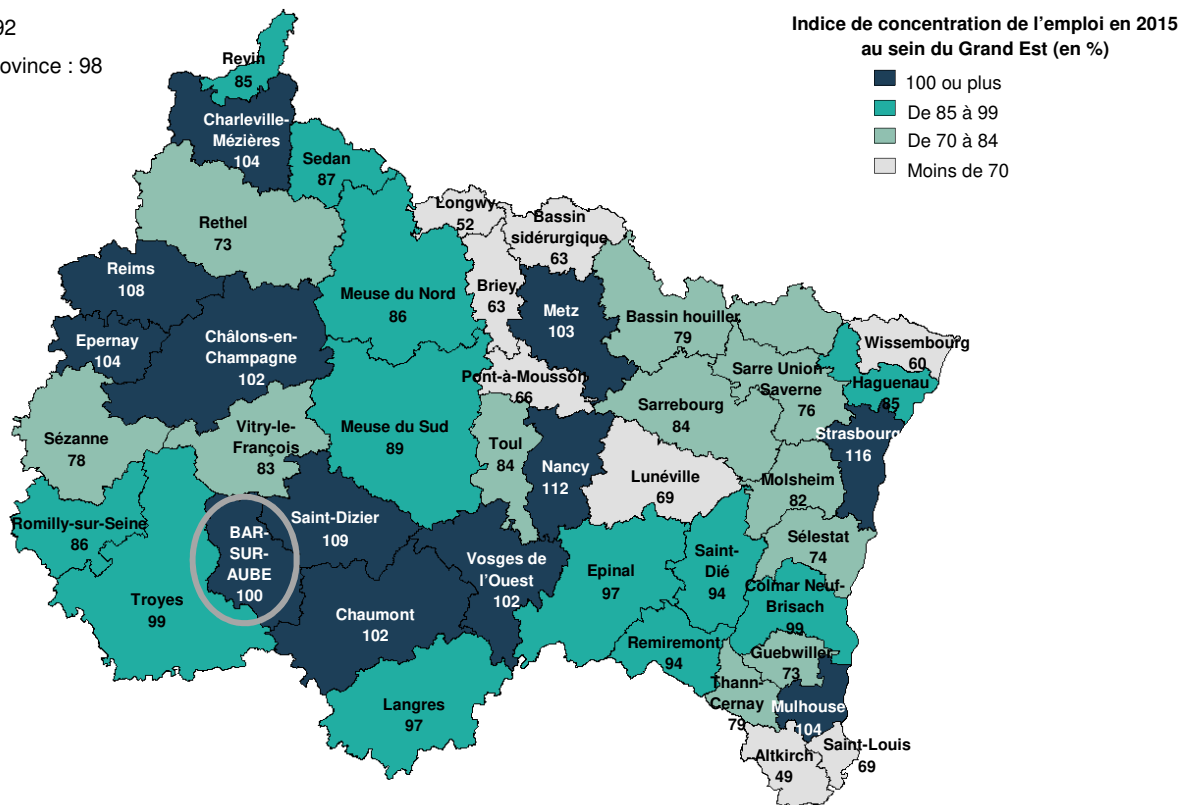 92
ovince : 98
Indice de concentration de l’emploi en 2015
au sein du Grand Est (en %)
100 ou plus
De 85 à 99
De 70 à 84
Moins de 70
Revin
85
Charleville-
Mézières
104
Sedan
87
Rethel
73
Longwy
52
Bassin
sidérurgique
63
Reims
108
Meuse du Nord
86
Briey
63
Metz
103
Bassin houiller
79
Epernay
104
Châlons-en-
Champagne
102
Wissembourg
60
Pont-à-Mousson
66
Sarre Union
Saverne
76
Haguenau
85
Sarrebourg
84
Sézanne
78
Vitry-le-
François
83
Meuse du Sud
89
Toul
84
Nancy
112
Strasbourg
116
Lunéville
69
Molsheim
82
Romilly-sur-Seine
86
BAR-
SUR-
AUBE
100
Saint-Dizier
109
Vosges de
l’Ouest
102
Epinal
97
Saint-
Dié
94
Sélestat
74
Colmar Neuf-
Brisach
99
Troyes
99
Chaumont
102
Remiremont
94
Guebwiller
73
Thann-
Cernay
79
Mulhouse
104
Langres
97
Altkirch
49
Saint-Louis
69